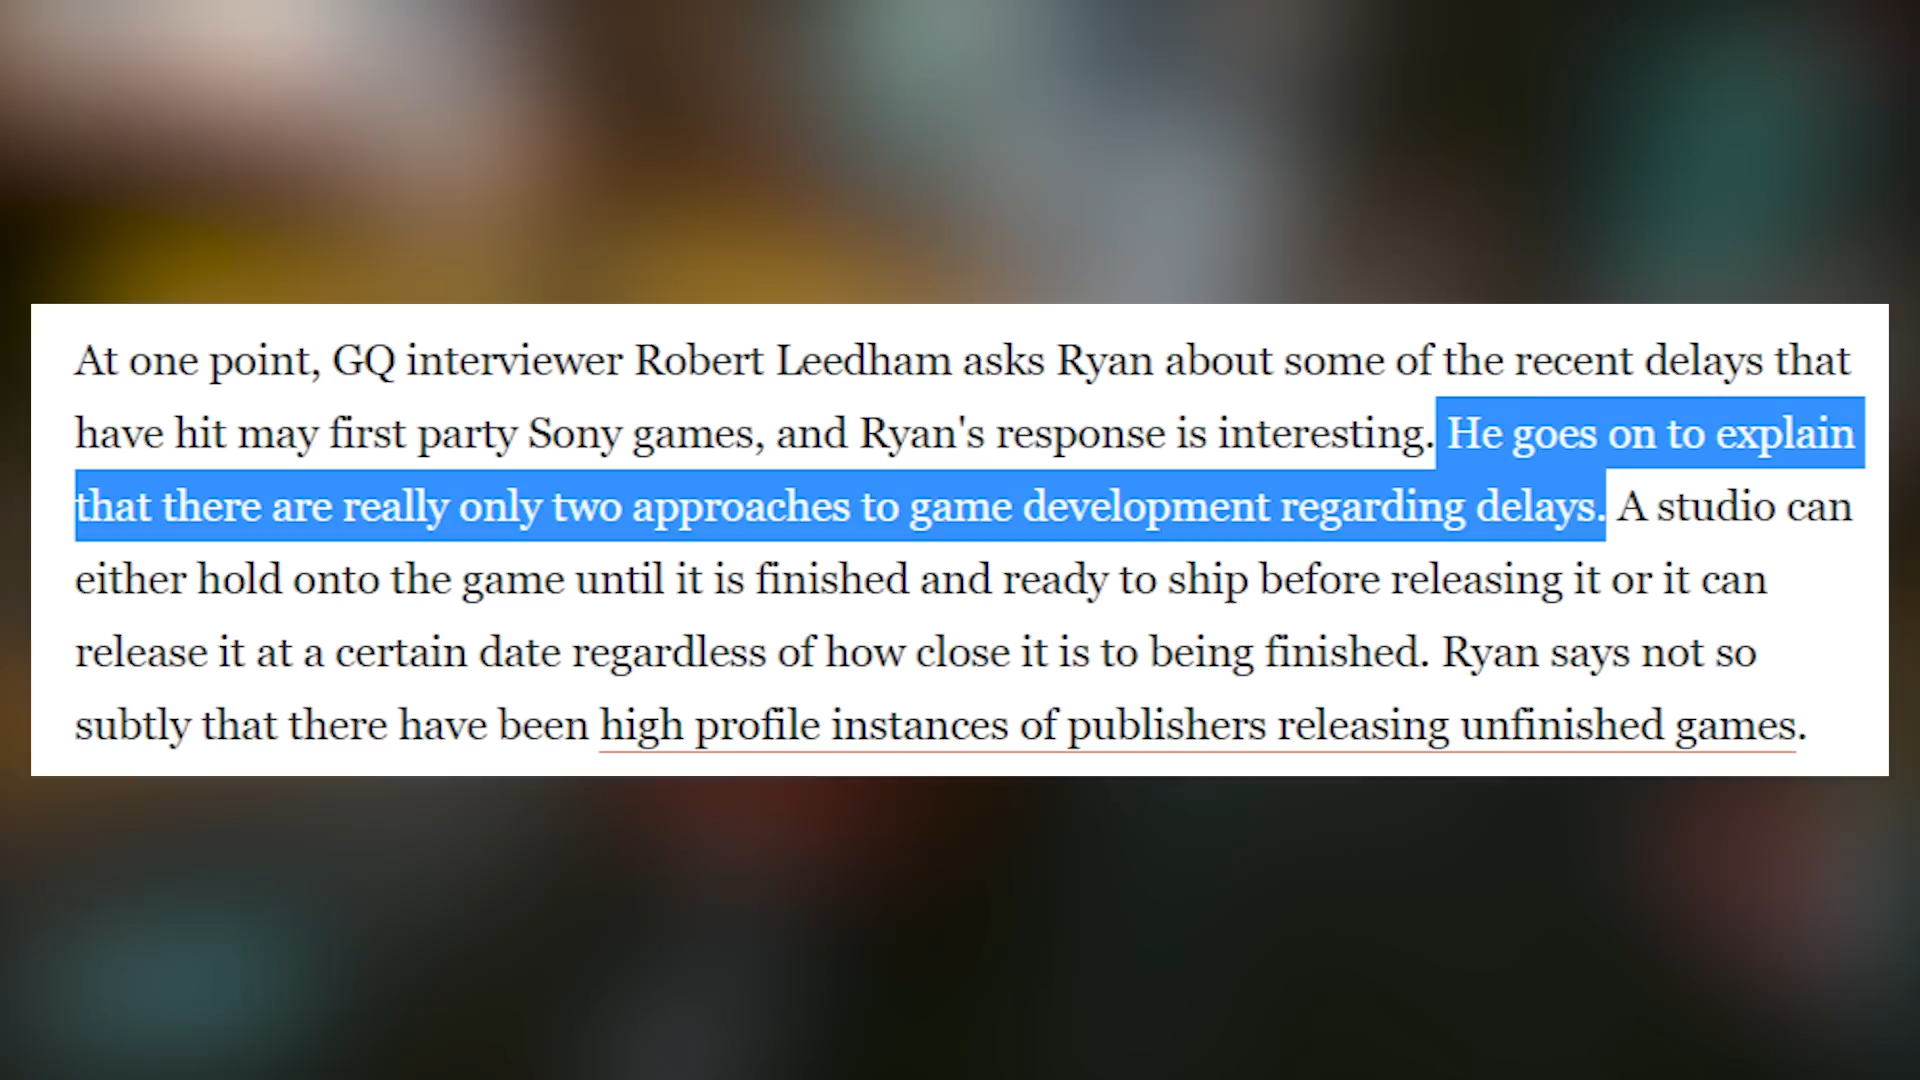 At one point, GQ interviewer Robert Leedham asks Ryan about some of the recent delays that
have hit may first party Sony games, and Ryan's response is interesting. He goes on to explain
that there are really only two approaches to game development regarding delays. A studio can
either hold onto the game until it is finished and ready to ship before releasing it or it can
release it at a certain date regardless of how close it is to being finished. Ryan says not so
subtly that there have been high profile instances of publishers releasing unfinished games.